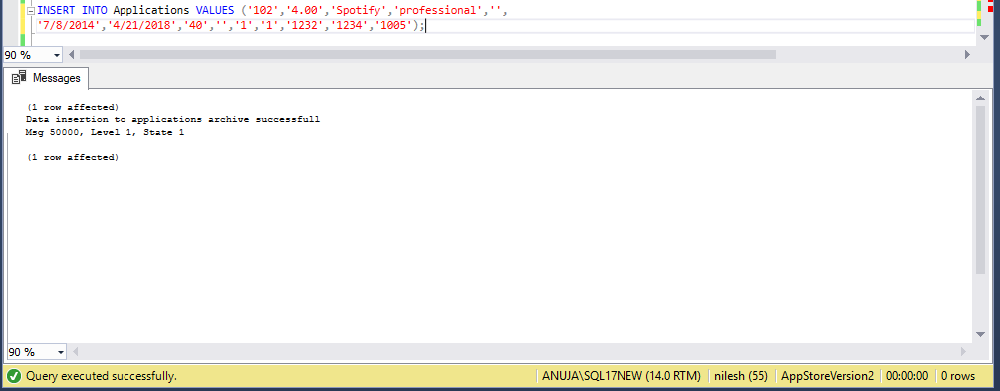 INSERT INTO Applications VALUES ('102','4.00','Spotify','professional','',
'7/8/2014','4/21/2018','40','','1','1','1232','1234','1005');
90 %
Messages
(1 row affected)
Data insertion to applications archive successfull
Msg 50000, Level 1, State 1
(1 row affected)
90 %
Query executed successfully. ANUJA\SQL17NEW (14.0 RTM) nilesh (55) AppStoreVersion2 00:00:00 0 rows